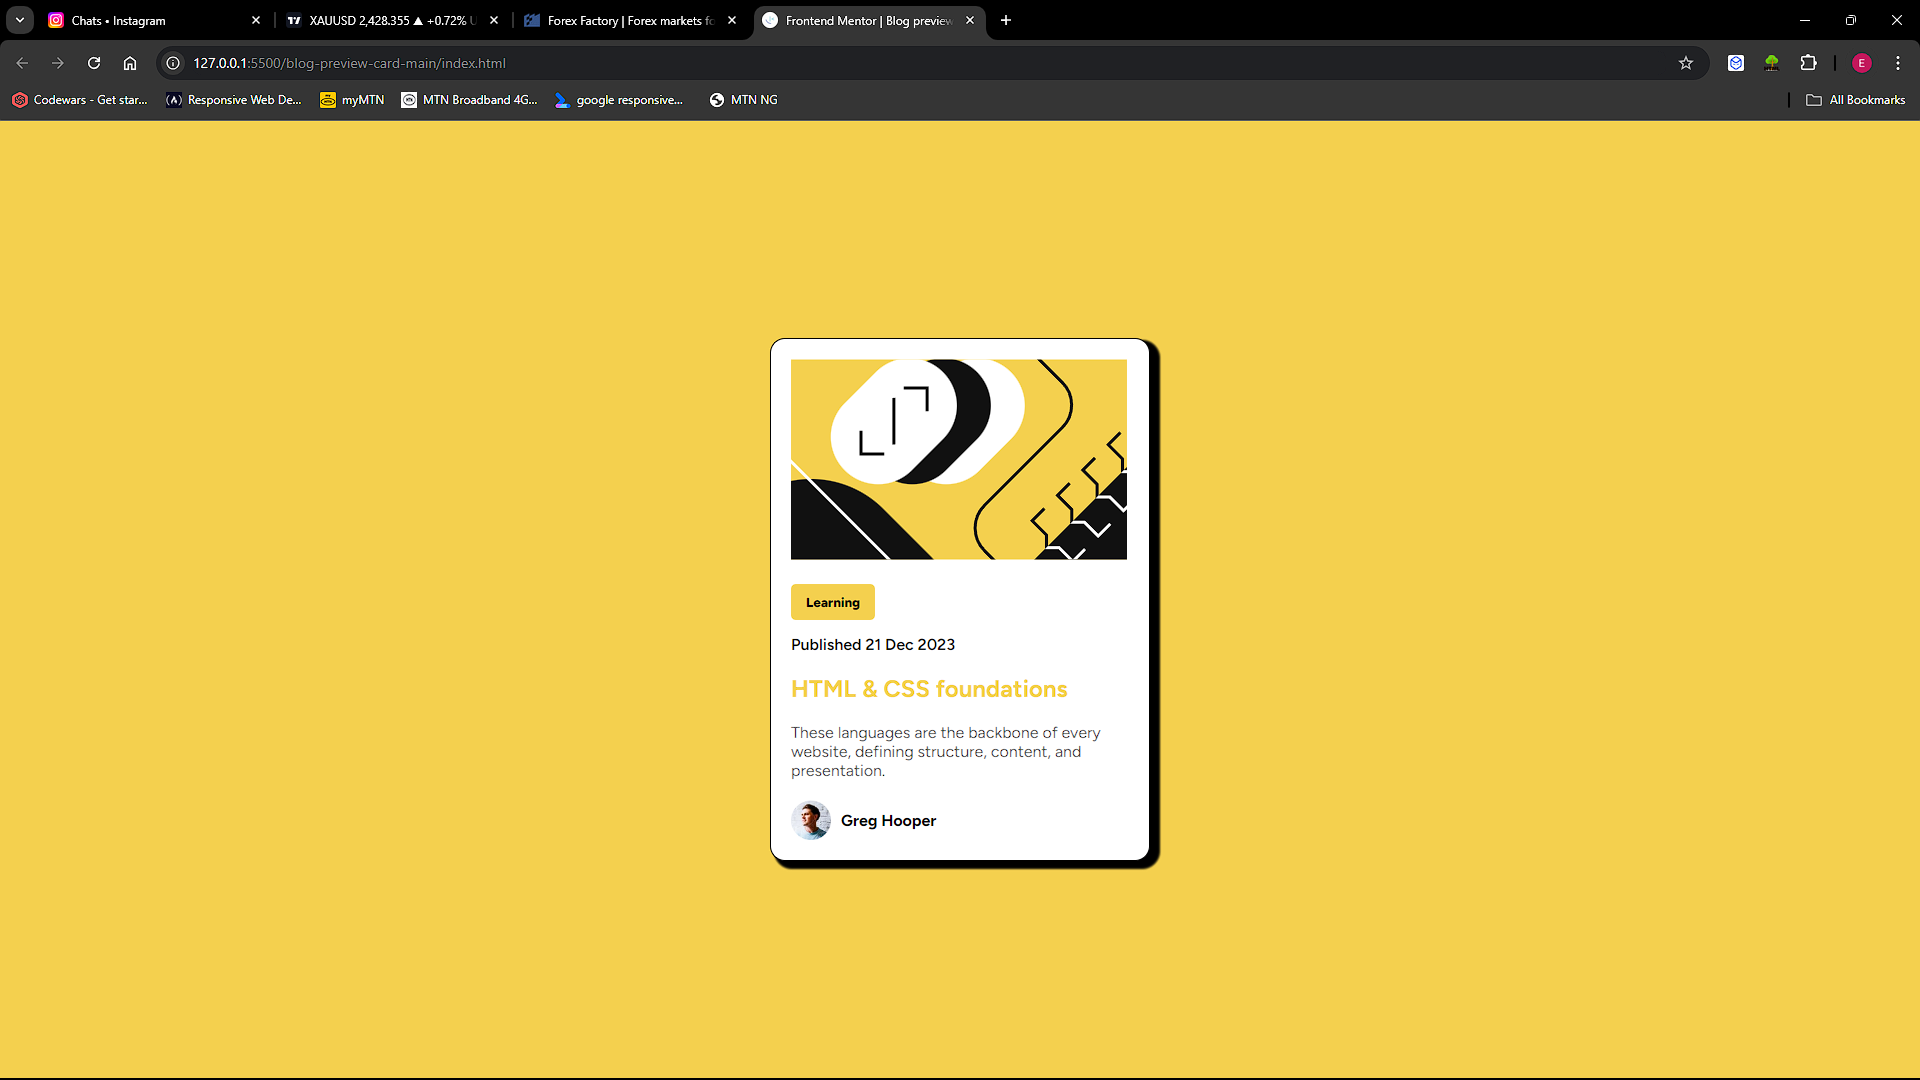 Chats • Instagram
XAUUSD 2,428.355 ▲ +0.72% U
Forex Factory | Forex markets fo
Frontend Mentor | Blog preview
127.0.0.1:5500/blog-preview-card-main/index.html
E
Codewars - Get star...
Responsive Web De...
myMTN
MTN Broadband 4G...
google responsive...
MTN NG
All Bookmarks
Learning
Published 21 Dec 2023
HTML & CSS foundations
These languages are the backbone of every
website, defining structure, content, and
presentation.
Greg Hooper